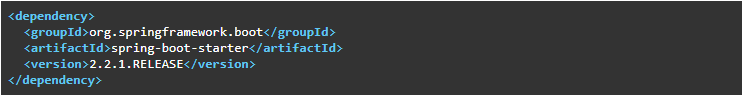 <dependency>
  <groupId>org.springframework.boot</groupId>
  <artifactId>spring-boot-starter</artifactId>
  <version>2.2.1.RELEASE</version>
</dependency>